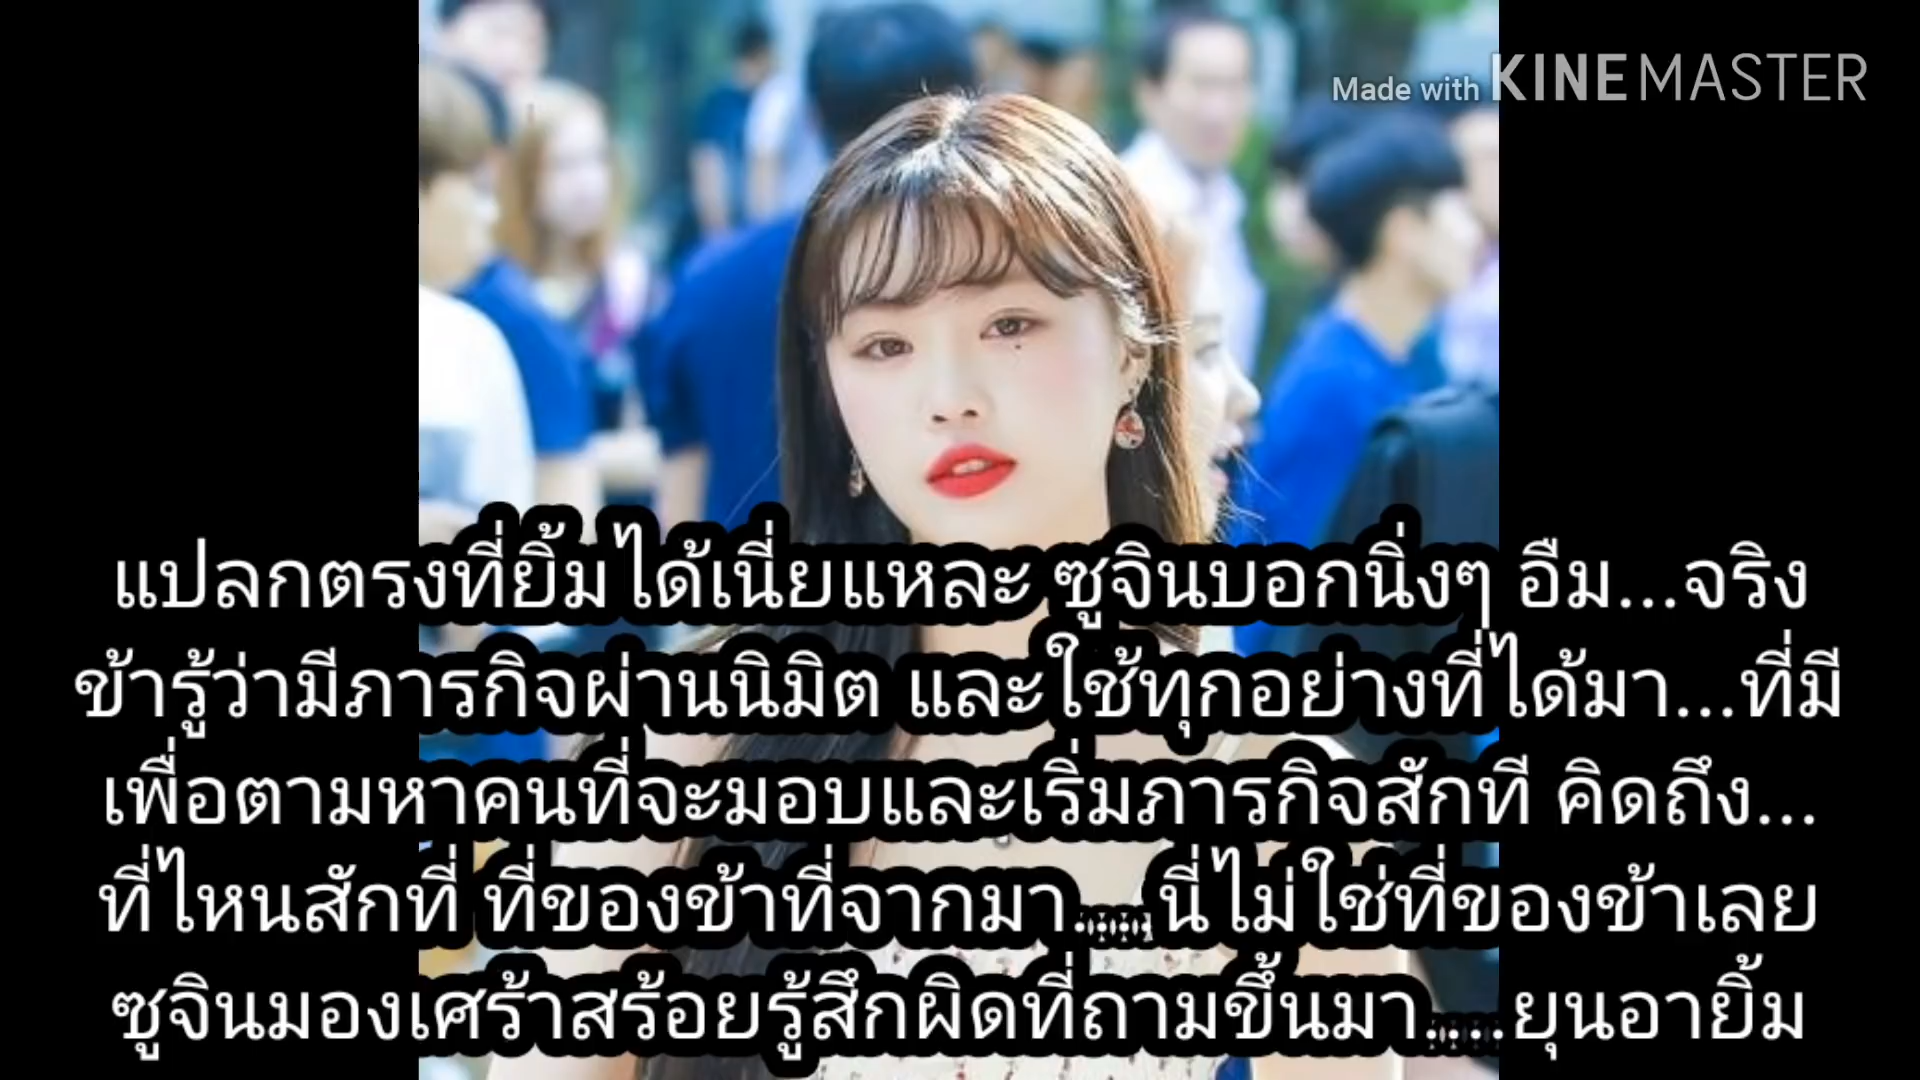 Made with KINEMASTER
แปลกตรงที่ยิ้มได้เนี่ยแหละ ซูจินบอกนิ่งๆ อืม...จริง
ข้ารู้ว่ามีภารกิจผ่านนิมิต และใช้ทุกอย่างที่ได้มา...ที่มี
เพื่อตามหาคนที่จะมอบและเริ่มภารกิจสักที คิดถึง...
ที่ไหนสักที่ ที่ของข้าที่จากมา.....นี่ไม่ใช่ที่ของข้าเลย
ซูจินมองเศร้าสร้อยรู้สึกผิดที่ถามขึ้นมา.....ยุนอายิ้ม